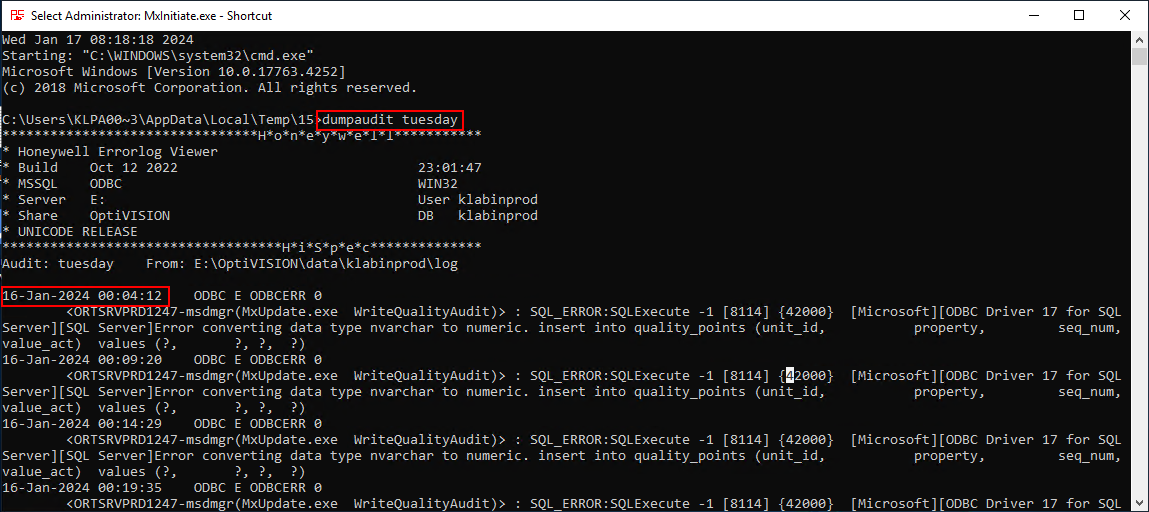 Select Administrator: MxInitiate.exe - Shortcut
Wed Jan 17 08:18:18 2024
Starting: "C:\WINDOWS\system32\cmd.exe"
Microsoft Windows [Version 10.0.17763.4252]
(c) 2018 Microsoft Corporation. All rights reserved.
C:\Users\KLPA00~3\AppData\Local\Temp\15>dumpaudit tuesday
********************************H*o*n*e*y*w*e*l*l***********
* Honeywell Errorlog Viewer
* Build    Oct 12 2022                              23:01:47
* MSSQL    ODBC                                     WIN32
* Server   E:                                       User klabinprod
* Share    OptiVISION                               DB   klabinprod
* UNICODE RELEASE
***********************************H*i*S*p*e*c**************
Audit: tuesday    From: E:\OptiVISION\data\klabinprod\log
16-Jan-2024 00:04:12    ODBC E ODBCERR 0
        <ORTSRVPRD1247-msdmgr(MxUpdate.exe  WriteQualityAudit)> : SQL_ERROR:SQLExecute -1 [8114] {42000}  [Microsoft][ODBC Driver 17 for SQL
Server][SQL Server]Error converting data type nvarchar to numeric. insert into quality_points (unit_id,           property,         seq_num,
value_act)  values (?,       ?, ?,  ?)
16-Jan-2024 00:09:20    ODBC E ODBCERR 0
        <ORTSRVPRD1247-msdmgr(MxUpdate.exe  WriteQualityAudit)> : SQL_ERROR:SQLExecute -1 [8114] {42000}  [Microsoft][ODBC Driver 17 for SQL
Server][SQL Server]Error converting data type nvarchar to numeric. insert into quality_points (unit_id,           property,         seq_num,
value_act)  values (?,       ?, ?,  ?)
16-Jan-2024 00:14:29    ODBC E ODBCERR 0
        <ORTSRVPRD1247-msdmgr(MxUpdate.exe  WriteQualityAudit)> : SQL_ERROR:SQLExecute -1 [8114] {42000}  [Microsoft][ODBC Driver 17 for SQL
Server][SQL Server]Error converting data type nvarchar to numeric. insert into quality_points (unit_id,           property,         seq_num,
value_act)  values (?,       ?, ?,  ?)
16-Jan-2024 00:19:35    ODBC E ODBCERR 0
        <ORTSRVPRD1247-msdmgr(MxUpdate.exe  WriteQualityAudit)> : SQL_ERROR:SQLExecute -1 [8114] {42000}  [Microsoft][ODBC Driver 17 for SQL